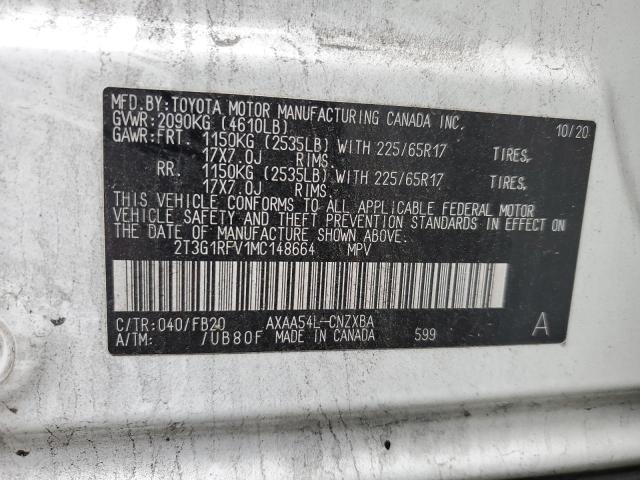 MFD.BY:TOYOTA MOTOR MANUFACTURING CANADA INC. 10/20
GVWR:2090KG (4610LB)
GAWR:FRT. 1150KG (2535LB) WITH 225/65R17 TIRES,
17X7.0J RIMS,
RR. 1150KG (2535LB) WITH 225/65R17 TIRES,
17X7.0J RIMS
THIS VEHICLE CONFORMS TO ALL APPLICABLE FEDERAL MOTOR
VEHICLE SAFETY AND THEFT PREVENTION STANDARDS IN EFFECT ON
THE DATE OF MANUFACTURE SHOWN ABOVE.
2T3G1RFV1MC148664 MPV
C/TR:040/FB20 AXAA54L-CNZXBA A
A/TM: /UB80F MADE IN CANADA 599